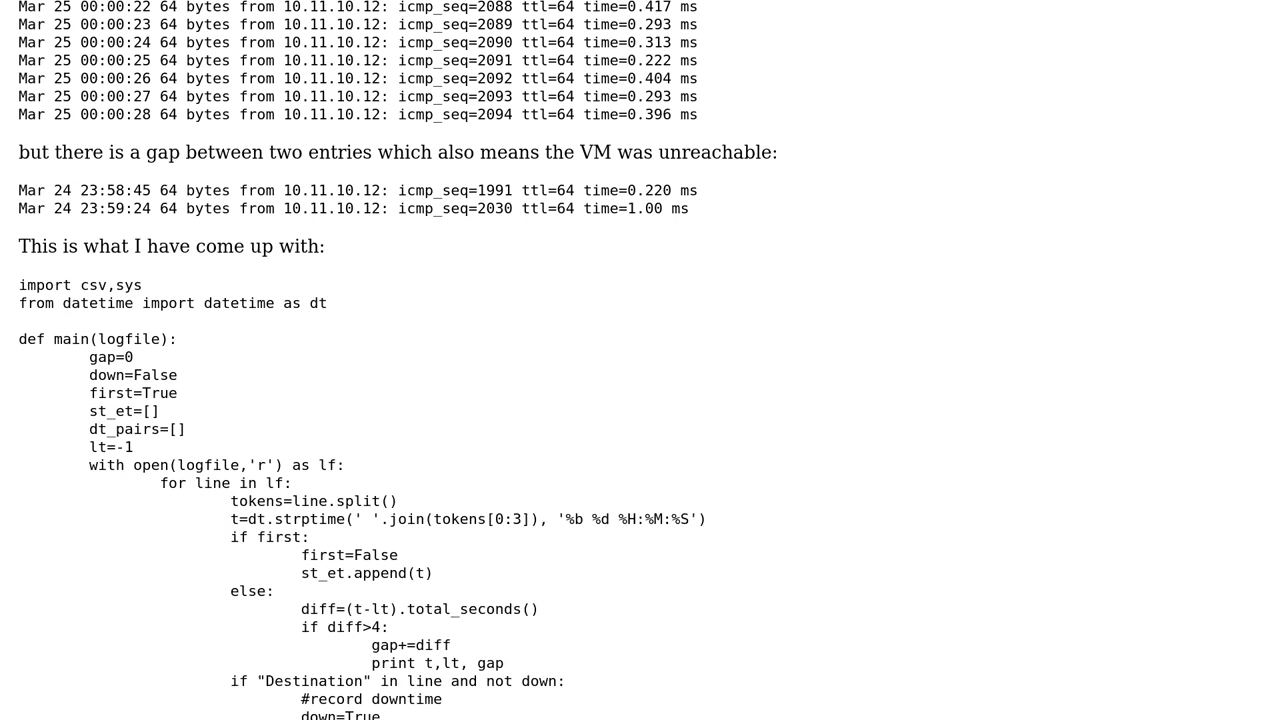 Mar 25 00:00:22 64 bytes from 10.11.10.12: icmp_seq=2088 ttl=64 time=0.417 ms
Mar 25 00:00:23 64 bytes from 10.11.10.12: icmp_seq=2089 ttl=64 time=0.293 ms
Mar 25 00:00:24 64 bytes from 10.11.10.12: icmp_seq=2090 ttl=64 time=0.313 ms
Mar 25 00:00:25 64 bytes from 10.11.10.12: icmp_seq=2091 ttl=64 time=0.222 ms
Mar 25 00:00:26 64 bytes from 10.11.10.12: icmp_seq=2092 ttl=64 time=0.404 ms
Mar 25 00:00:27 64 bytes from 10.11.10.12: icmp_seq=2093 ttl=64 time=0.293 ms
Mar 25 00:00:28 64 bytes from 10.11.10.12: icmp_seq=2094 ttl=64 time=0.396 ms
but there is a gap between two entries which also means the VM was unreachable:
Mar 24 23:58:45 64 bytes from 10.11.10.12: icmp_seq=1991 ttl=64 time=0.220 ms
Mar 24 23:59:24 64 bytes from 10.11.10.12: icmp_seq=2030 ttl=64 time=1.00 ms
This is what I have come up with:
import csv,sys
from datetime import datetime as dt
def main(logfile):
        gap=0
        down=False
        first=True
        st_et=[]
        dt_pairs=[]
        lt=-1
        with open(logfile,'r') as lf:
                for line in lf:
                        tokens=line.split()
                        t=dt.strptime(' '.join(tokens[0:3]), '%b %d %H:%M:%S')
                        if first:
                                first=False
                                st_et.append(t)
                        else:
                                diff=(t-lt).total_seconds()
                                if diff>4:
                                        gap+=diff
                                        print t,lt, gap
                        if "Destination" in line and not down:
                                #record downtime
                                down=True